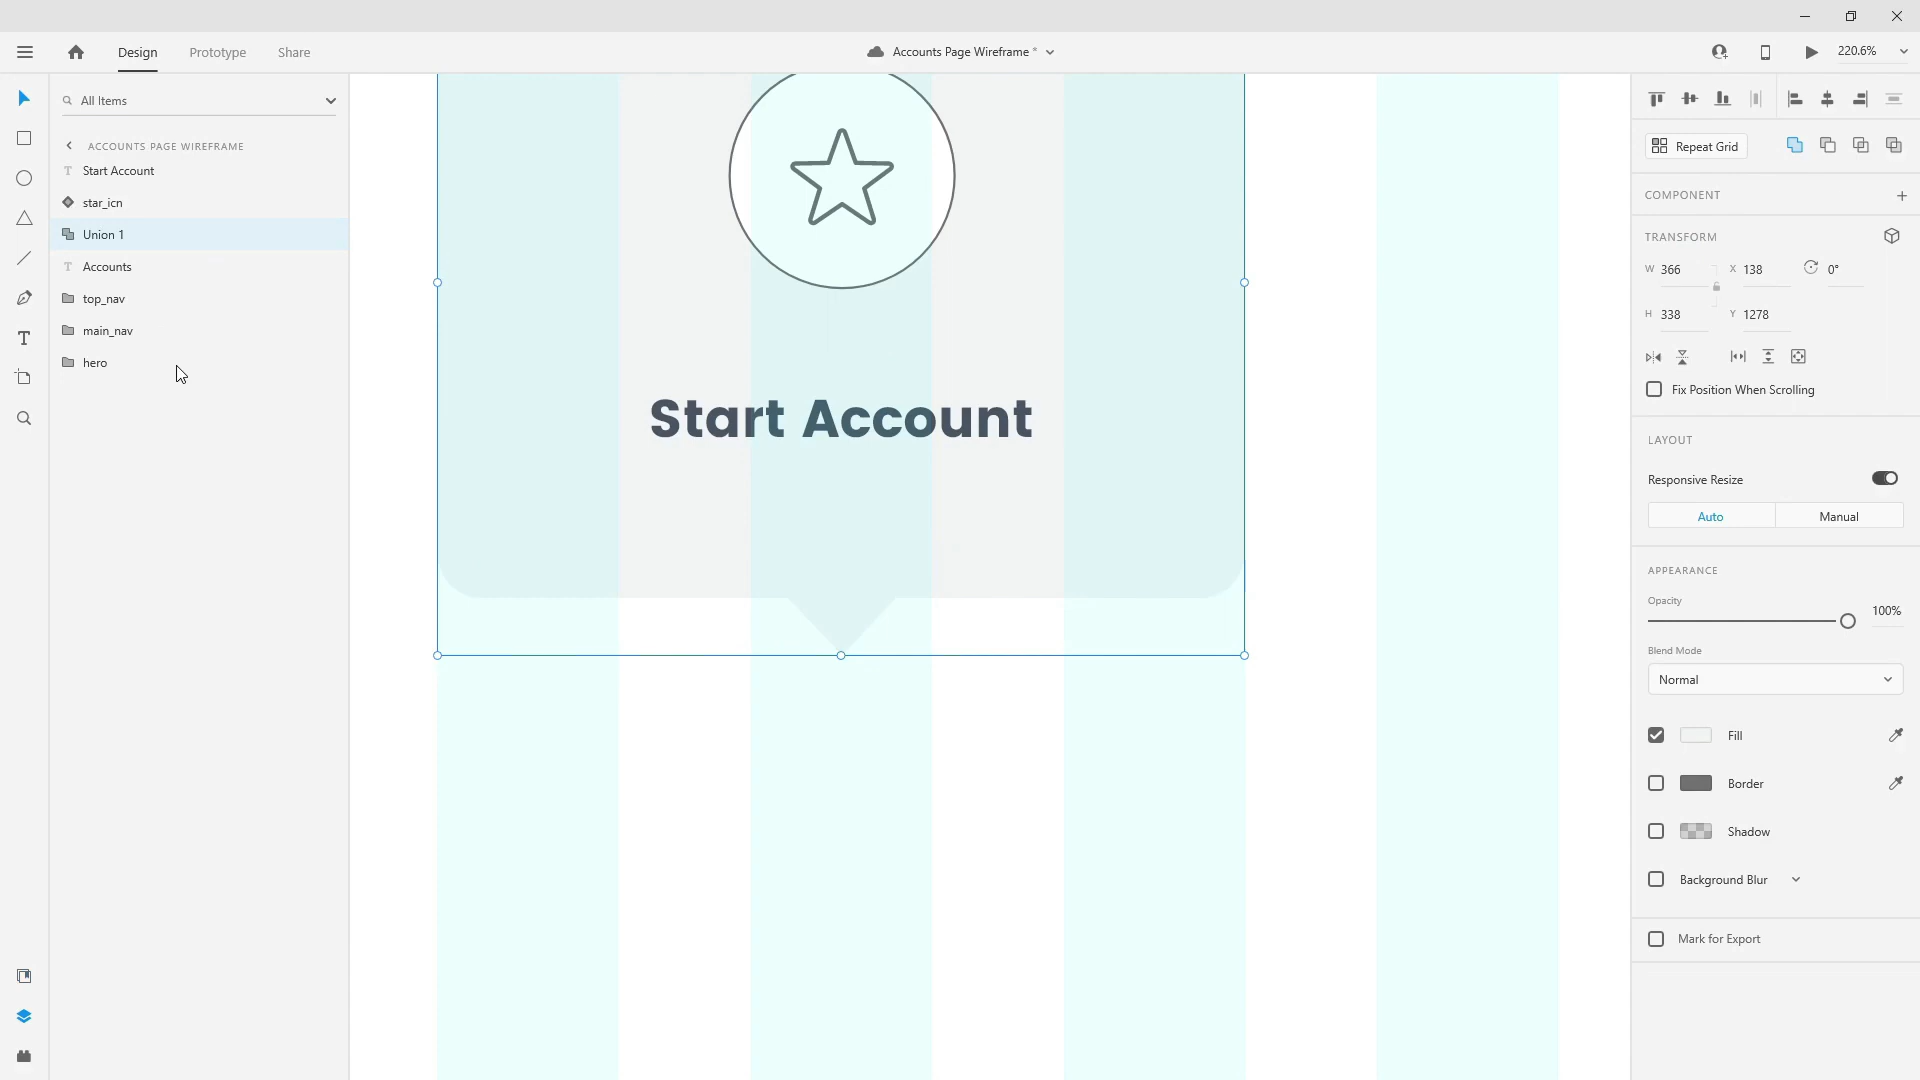 Design
Prototype
Share
Accounts Page Wireframe *
220.6%
All Items
ACCOUNTS PAGE WIREFRAME
Start Account
star_icn
Union 1
Accounts
top_nav
main_nav
hero
Start Account
Repeat Grid
COMPONENT
TRANSFORM
W 366 X 138 0°
H 338 Y 1278
Fix Position When Scrolling
LAYOUT
Responsive Resize
Auto Manual
APPEARANCE
Opacity
100%
Blend Mode
Normal
Fill
Border
Shadow
Background Blur
Mark for Export